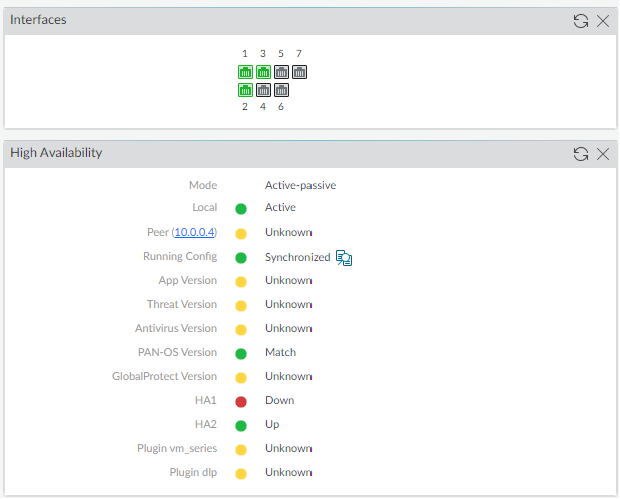 Interfaces
1 3 5 7
2 4 6
High Availability
Mode Active-passive
Local Active
Peer (10.0.0.4) Unknown
Running Config Synchronized
App Version Unknown
Threat Version Unknown
Antivirus Version Unknown
PAN-OS Version Match
GlobalProtect Version Unknown
HA1 Down
HA2 Up
Plugin vm_series Unknown
Plugin dlp Unknown